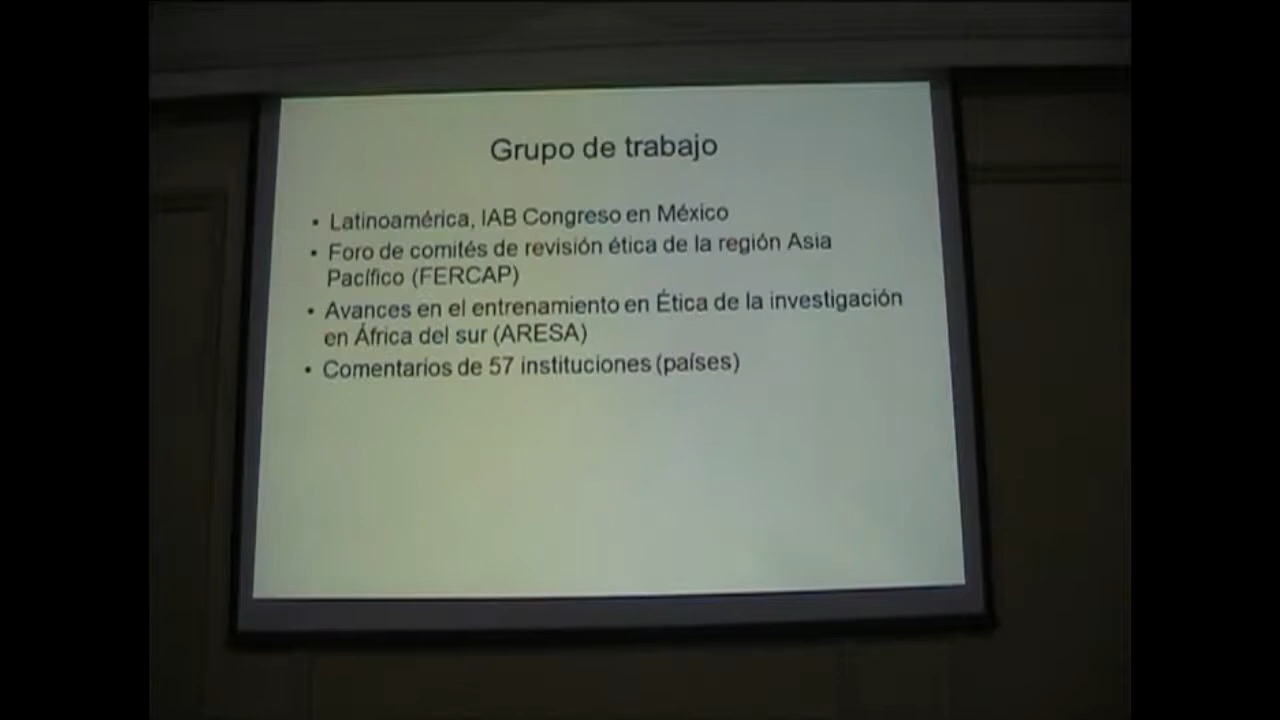 Grupo de trabajo
• Latinoamérica, IAB Congreso en México
• Foro de comités de revisión ética de la región Asia
Pacífico (FERCAP)
• Avances en el entrenamiento en Ética de la investigación
en África del sur (ARESA)
• Comentarios de 57 instituciones (países)